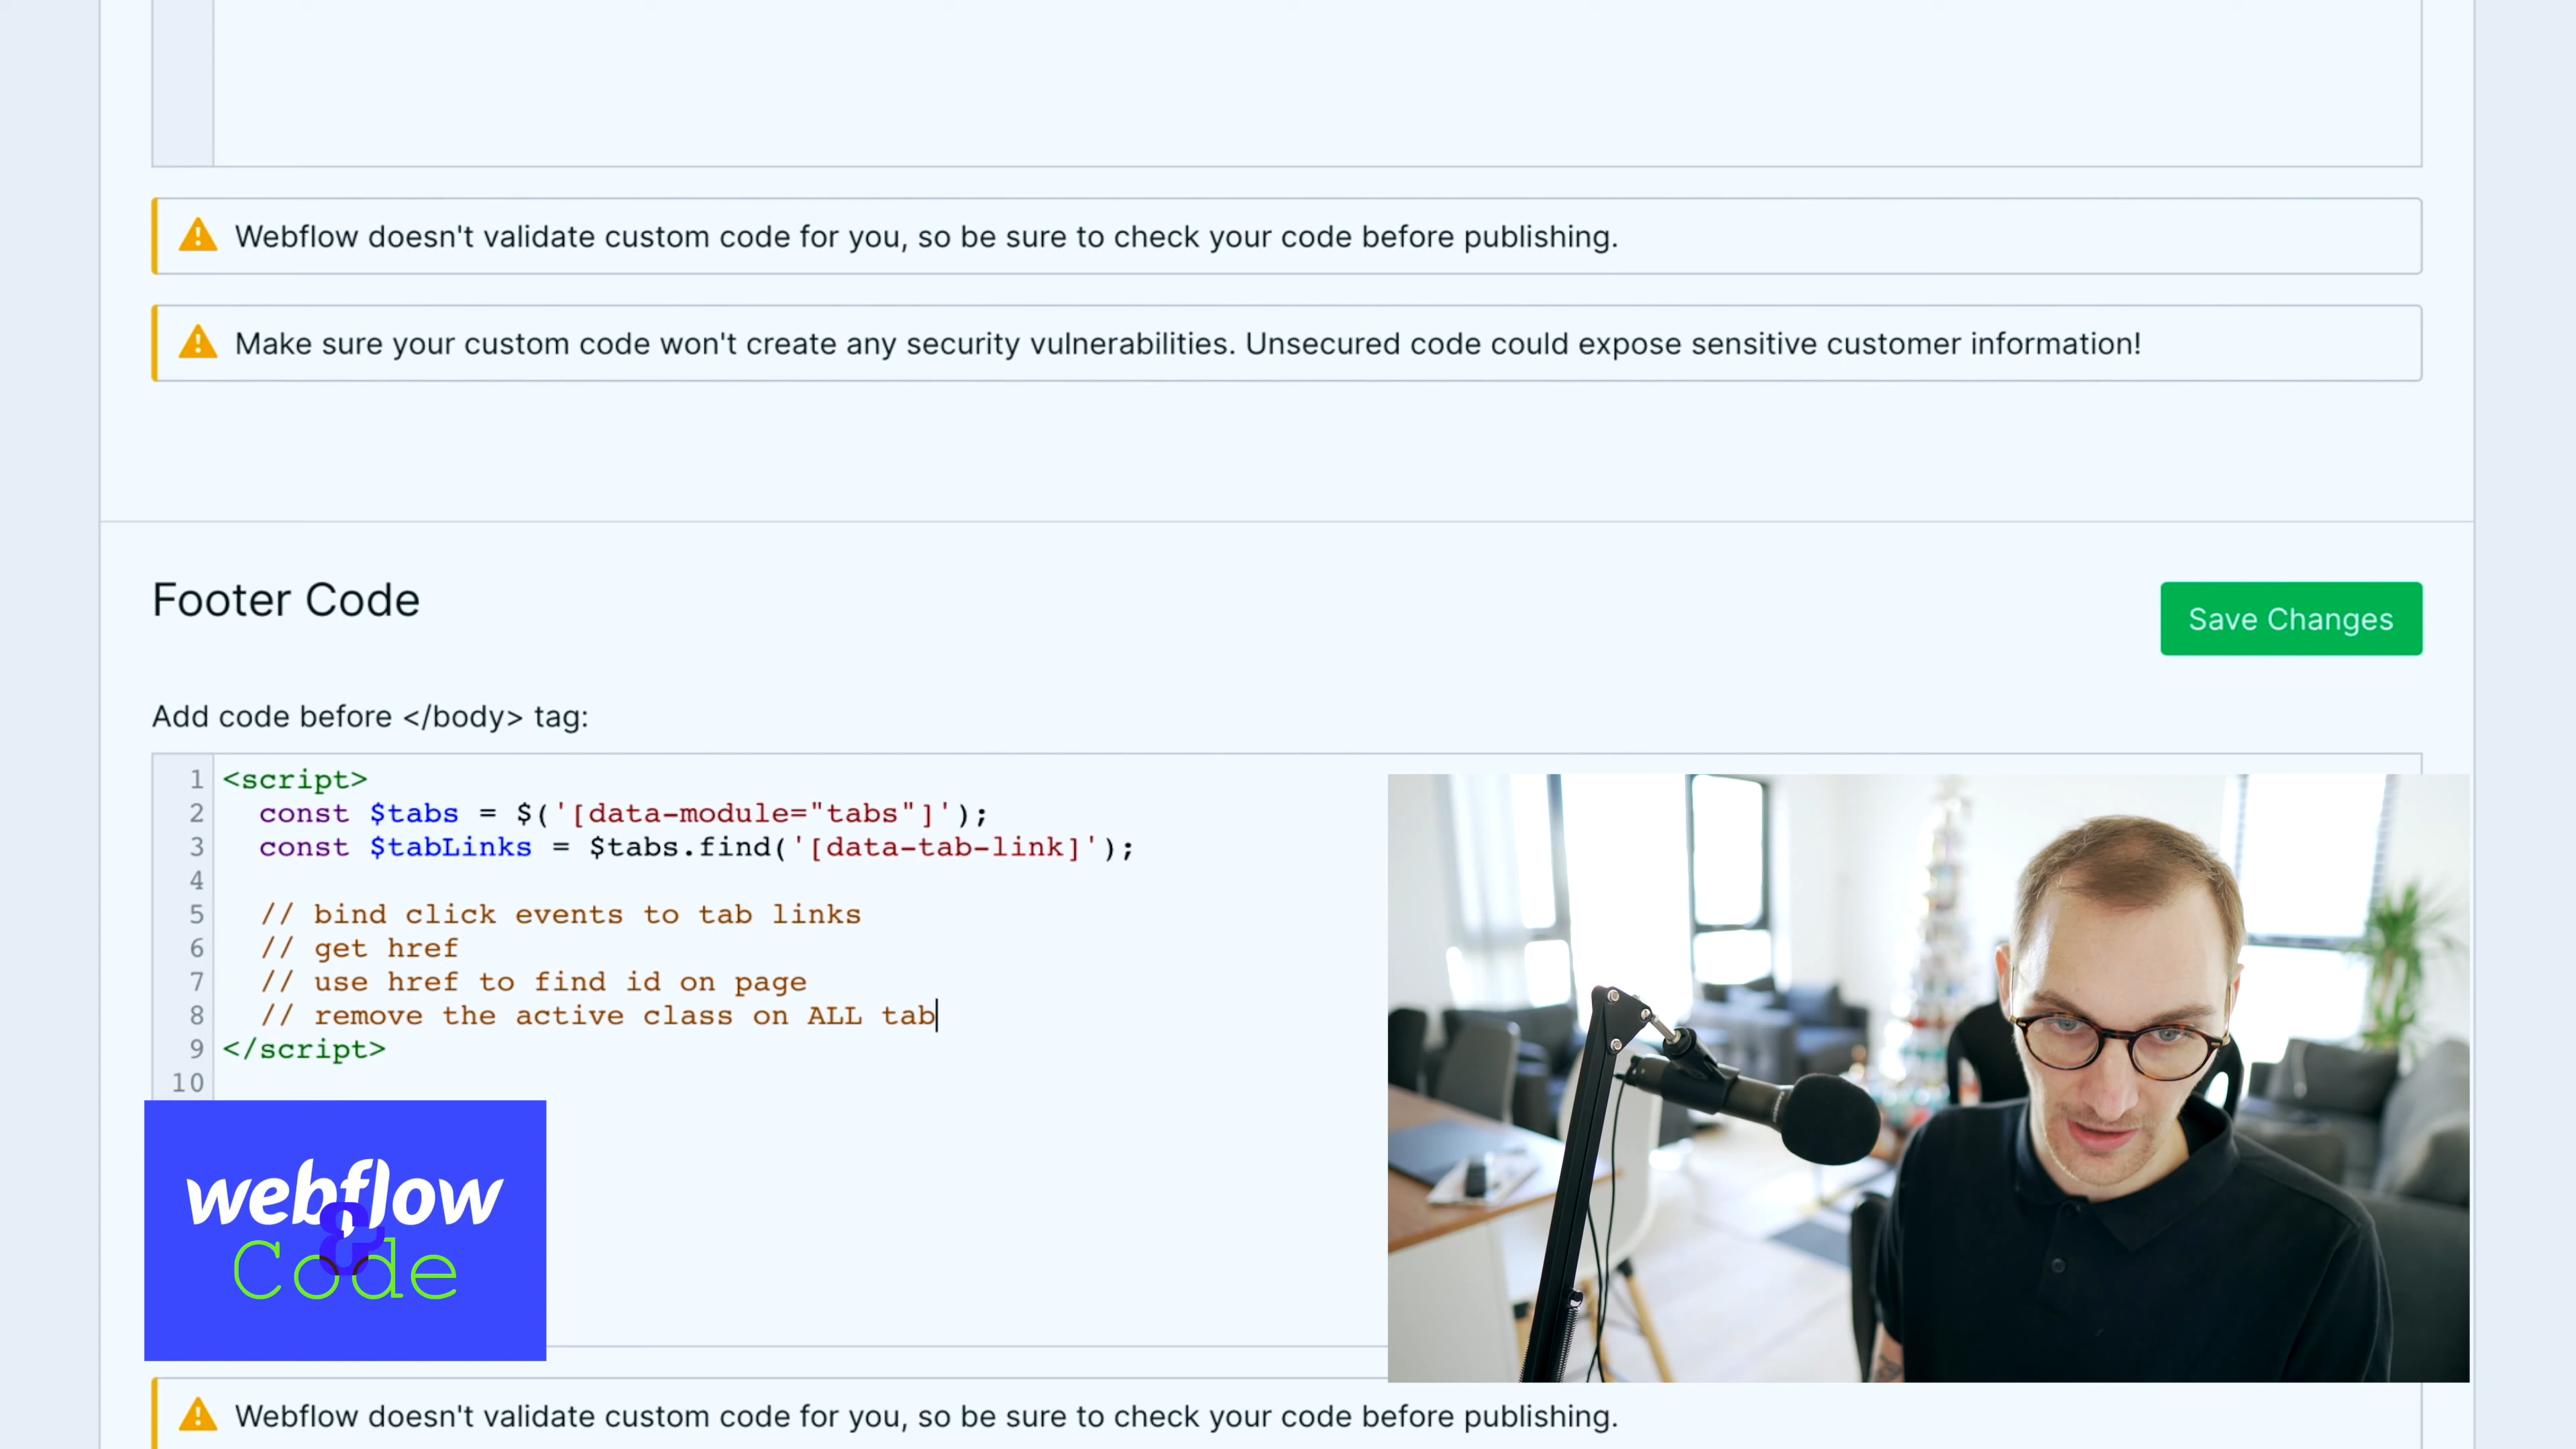 Webflow doesn't validate custom code for you, so be sure to check your code before publishing.
Make sure your custom code won't create any security vulnerabilities. Unsecured code could expose sensitive customer information!
Footer Code
Save Changes
Add code before </body> tag:
1 <script>
2 const $tabs = $('[data-module="tabs"]');
3 const $tabLinks = $tabs.find('[data-tab-link]');
4
5 // bind click events to tab links
6 // get href
7 // use href to find id on page
8 // remove the active class on ALL tab
9 </script>
10
webflow
&
Code
Webflow doesn't validate custom code for you, so be sure to check your code before publishing.